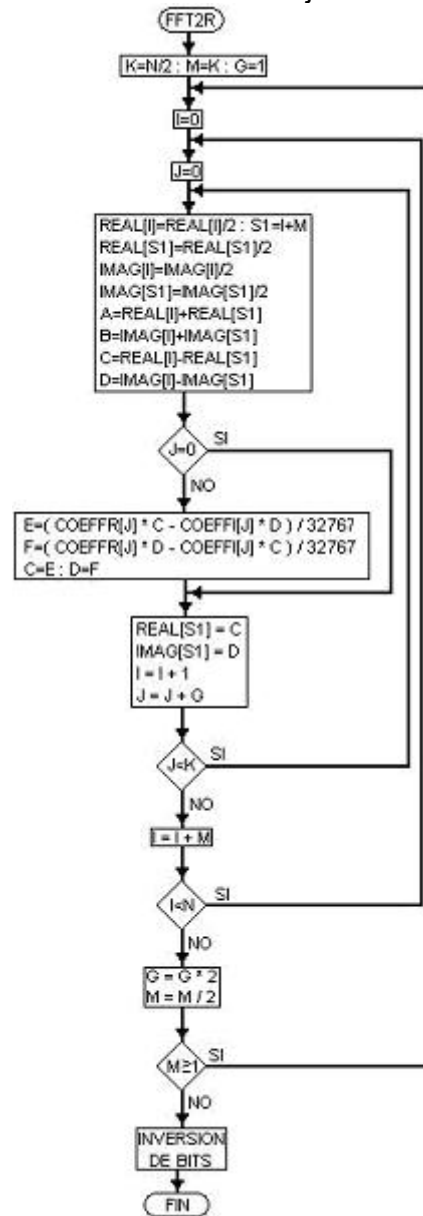 FFT2R
K=N/2 : M=K : G=1
I=0
J=0
REAL[I]=REAL[I]/2 : S1=I+M
REAL[S1]=REAL[S1]/2
IMAG[I]=IMAG[I]/2
IMAG[S1]=IMAG[S1]/2
A=REAL[I]+REAL[S1]
B=IMAG[I]+IMAG[S1]
C=REAL[I]-REAL[S1]
D=IMAG[I]-IMAG[S1]
J=0
SI
NO
E=( COEFFR[J] * C - COEFFI[J] * D ) / 32767
F=( COEFFR[J] * D - COEFFI[J] * C ) / 32767
C=E : D=F
REAL[S1] = C
IMAG[S1] = D
I = I + 1
J = J + G
J<K
SI
NO
I = I + M
I<N
SI
NO
G = G * 2
M = M / 2
M≥1
SI
NO
INVERSION
DE BITS
FIN